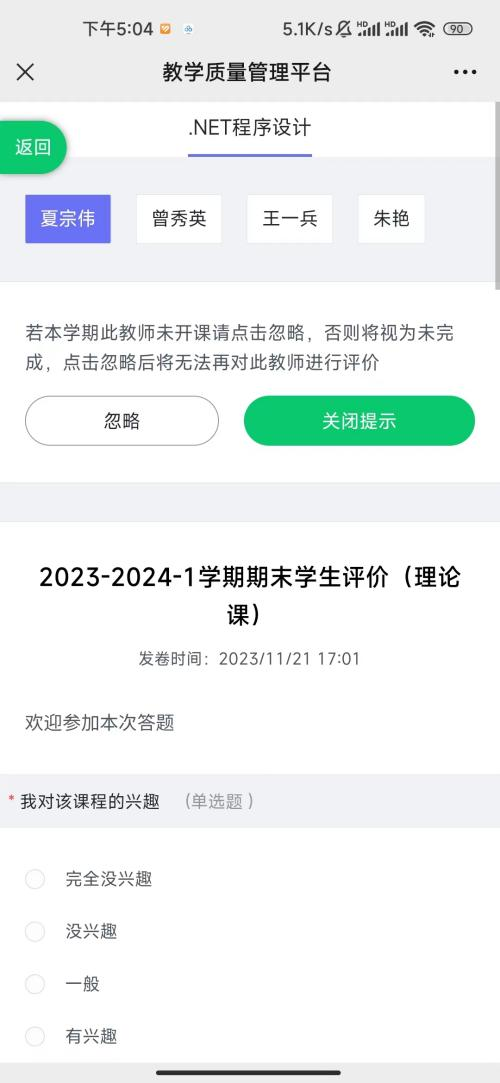 下午5:04
5.1K/s
HD
HD
90
教学质量管理平台
.NET程序设计
返回
夏宗伟
曾秀英
王一兵
朱艳
若本学期此教师未开课请点击忽略，否则将视为未完
成，点击忽略后将无法再对此教师进行评价
忽略
关闭提示
2023-2024-1学期期末学生评价（理论
课）
发卷时间：2023/11/21 17:01
欢迎参加本次答题
* 我对该课程的兴趣 （单选题 ）
完全没兴趣
没兴趣
一般
有兴趣